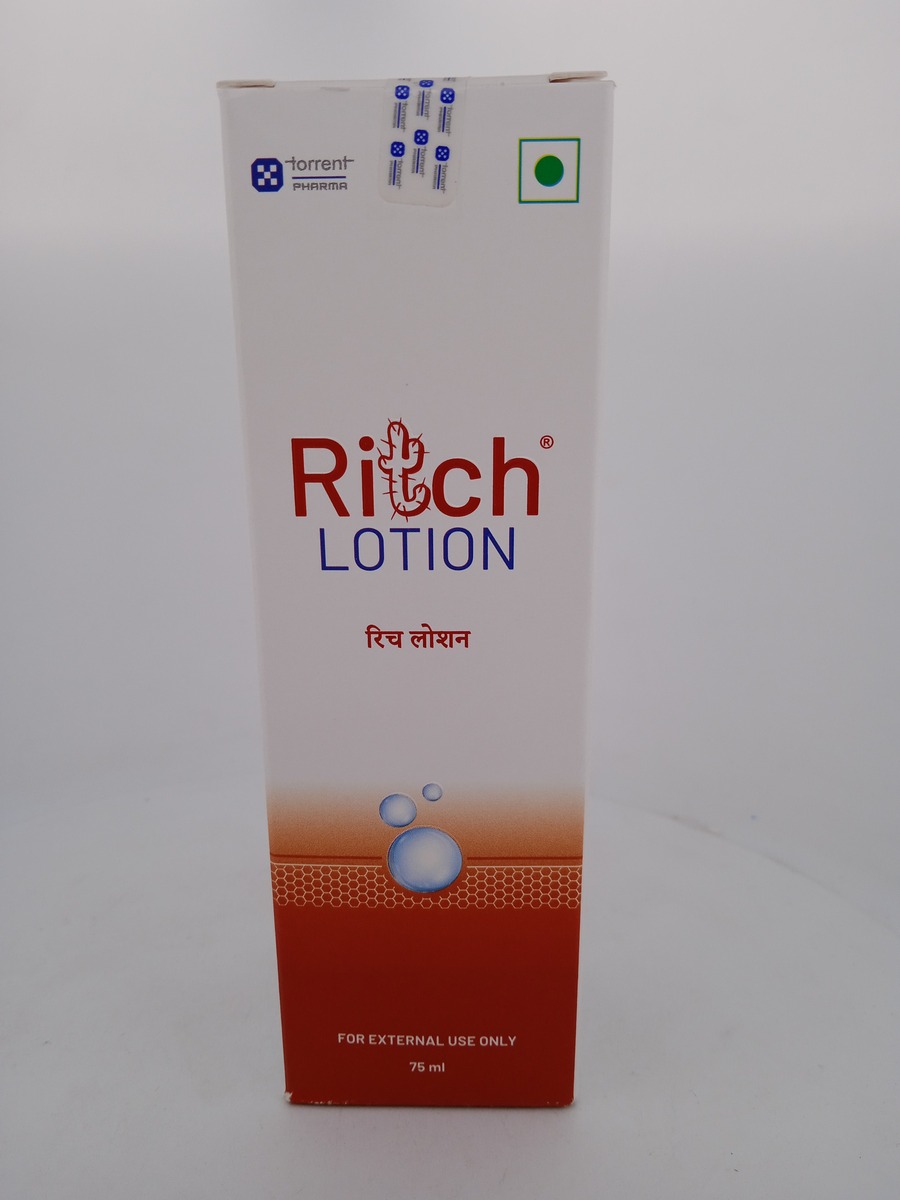 torrent
PHARMA
Ritch®
LOTION
रिच लोशन
FOR EXTERNAL USE ONLY
75 ml